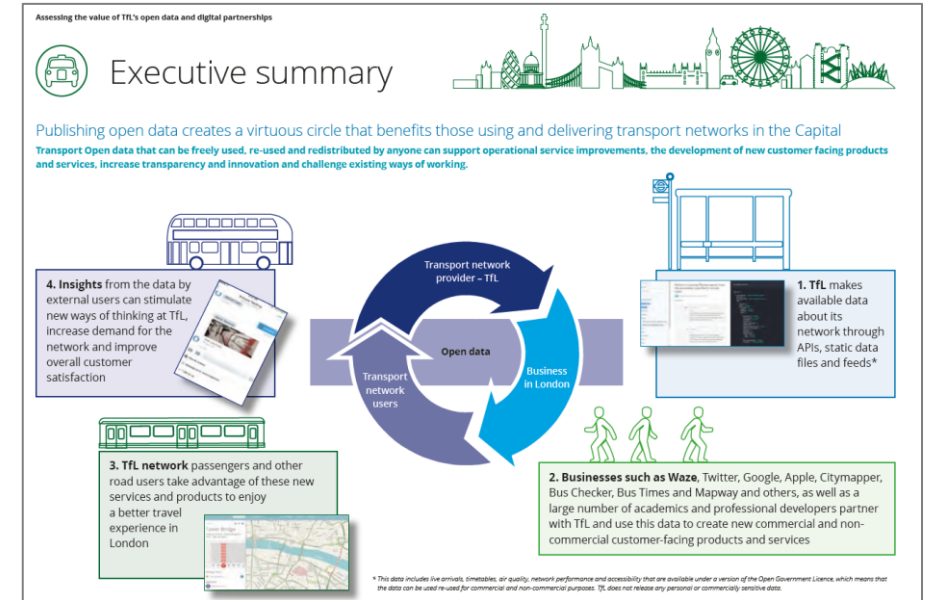 Assessing the value of TfL's open data and digital partnerships
Executive summary
Publishing open data creates a virtuous circle that benefits those using and delivering transport networks in the Capital
Transport Open data that can be freely used, re-used and redistributed by anyone can support operational service improvements, the development of new customer facing products
and services, increase transparency and innovation and challenge existing ways of working.
Transport network
provider – TfL
Open data
Business
in London
Transport
network
users
1. TfL makes
available data
about its
network through
APIs, static data
files and feeds*
2. Businesses such as Waze, Twitter, Google, Apple, Citymapper,
Bus Checker, Bus Times and Mapway and others, as well as a
large number of academics and professional developers partner
with TfL and use this data to create new commercial and non-
commercial customer-facing products and services
3. TfL network passengers and other
road users take advantage of these new
services and products to enjoy
a better travel
experience in
London
4. Insights from the data by
external users can stimulate
new ways of thinking at TfL,
increase demand for the
network and improve
overall customer
satisfaction
* This data includes live arrivals, timetables, air quality, network performance and accessibility that are available under a version of the Open Government Licence, which means that
the data can be used re-used for commercial and non-commercial purposes. TfL does not release any personal or commercially sensitive data.